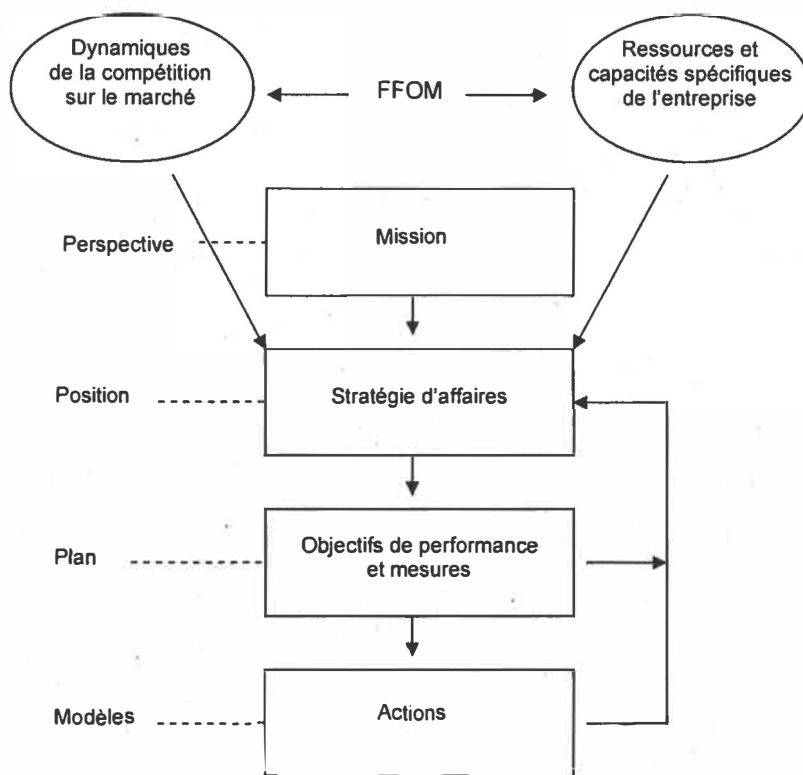 Dynamiques
de la compétition
sur le marché
FFOM
Ressources et
capacités spécifiques
de l'entreprise
Perspective
Mission
Position
Stratégie d'affaires
Plan
Objectifs de performance
et mesures
Modèles
Actions